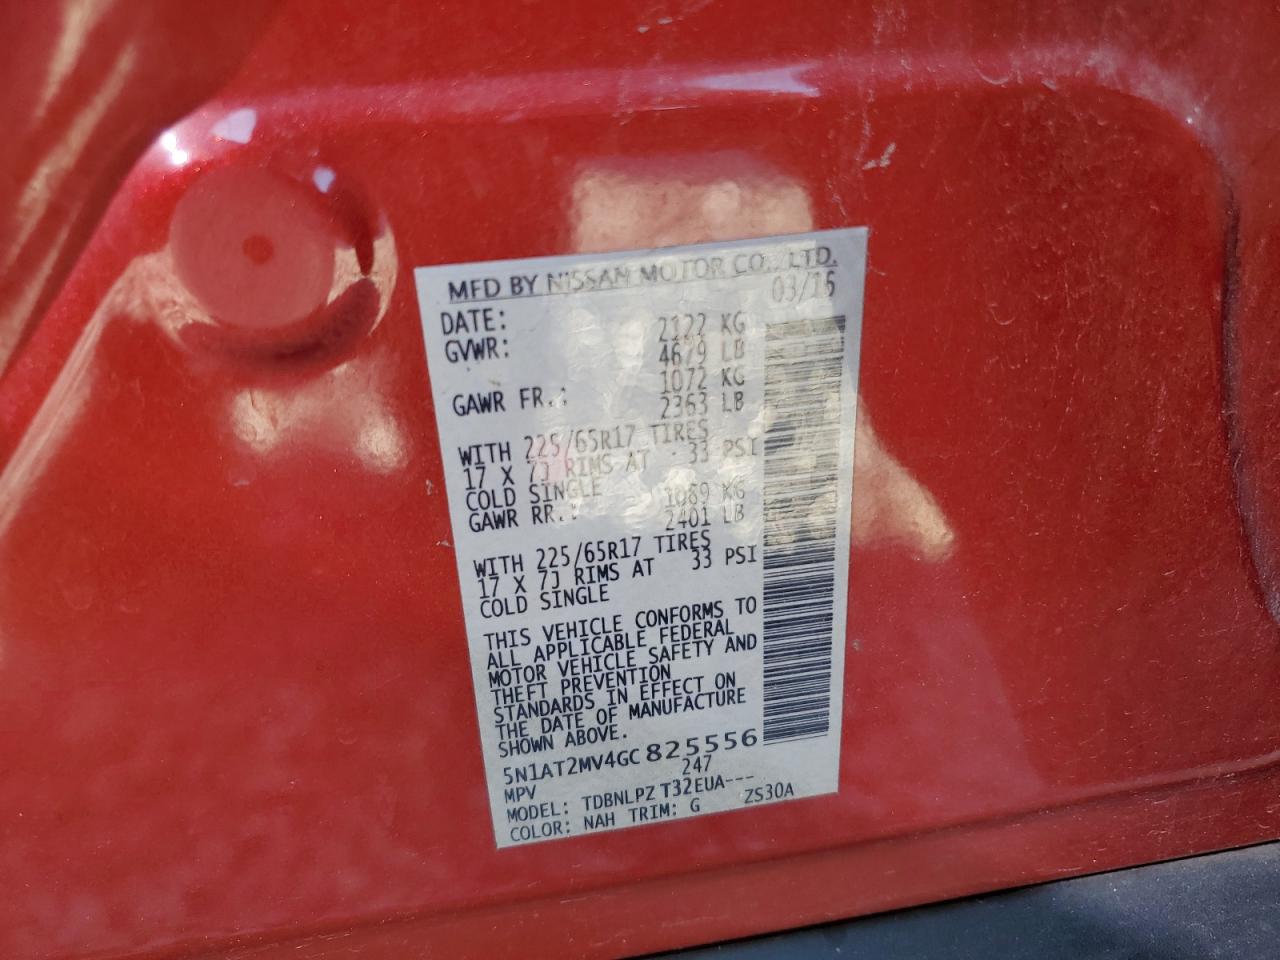 MFD BY NISSAN MOTOR CO., LTD.
DATE: 03/16
GVWR: 2122 KG
4679 LB
GAWR FR.: 1072 KG
2363 LB
WITH 225/65R17 TIRES
17 X 7J RIMS AT 33 PSI
COLD SINGLE
GAWR RR.: 1089 KG
2401 LB
WITH 225/65R17 TIRES
17 X 7J RIMS AT 33 PSI
COLD SINGLE
THIS VEHICLE CONFORMS TO
ALL APPLICABLE FEDERAL
MOTOR VEHICLE SAFETY AND
THEFT PREVENTION
STANDARDS IN EFFECT ON
THE DATE OF MANUFACTURE
SHOWN ABOVE.
5N1AT2MV4GC825556
MPV 247
MODEL: TDBNLPZ T32EUA---
COLOR: NAH TRIM: G ZS30A